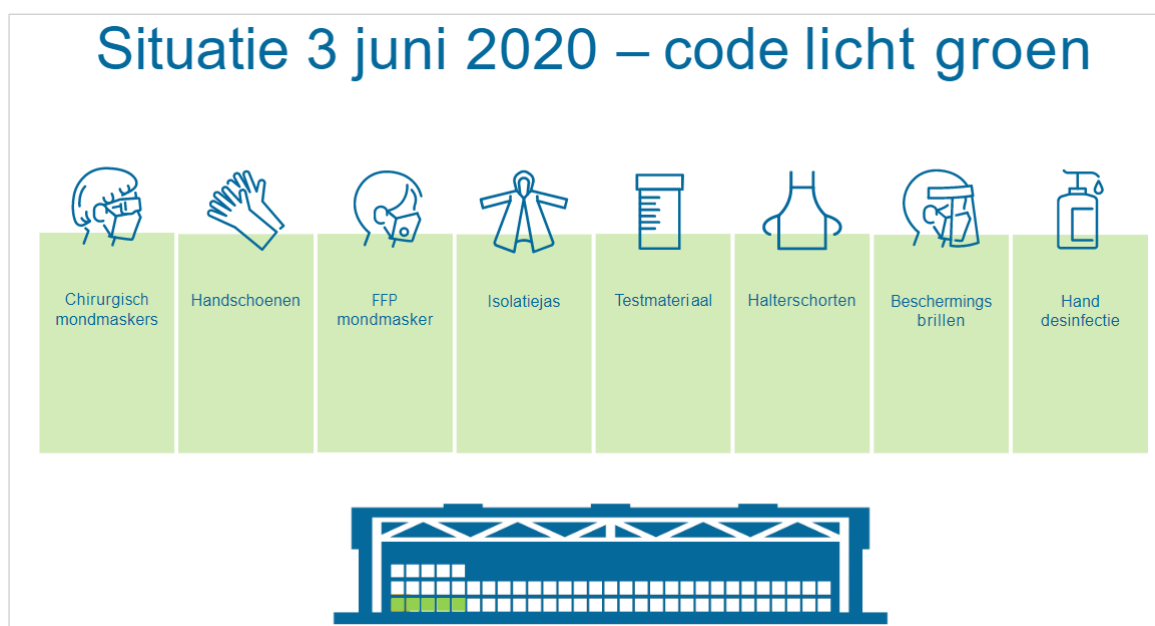 Situatie 3 juni 2020 – code licht groen
Chirurgisch
mondmaskers
Handschoenen
FFP
mondmasker
Isolatiejas
Testmateriaal
Halterschorten
Beschermings
brillen
Hand
desinfectie